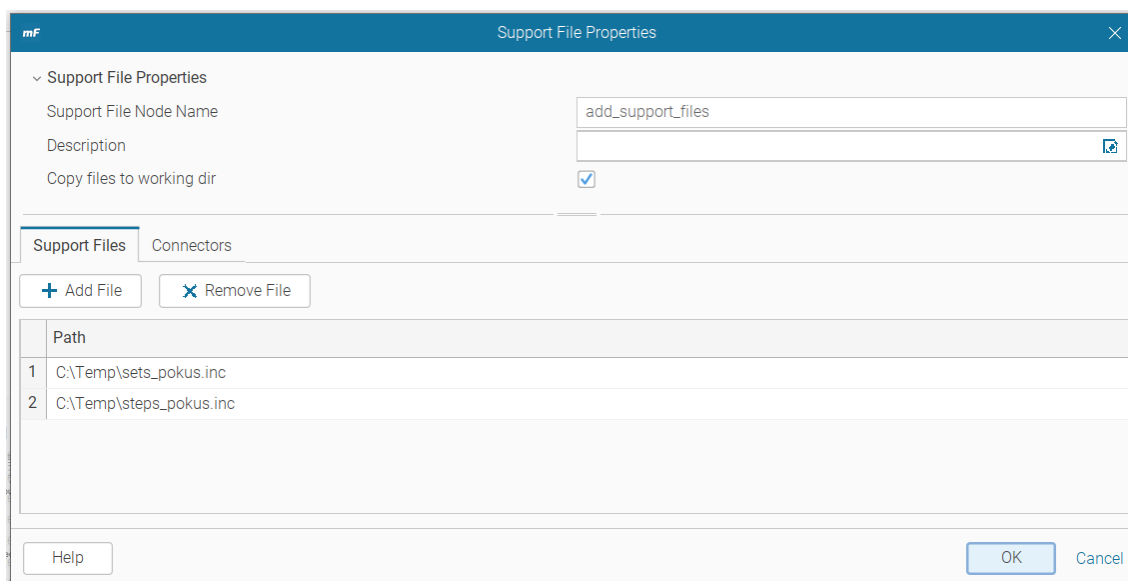 mF Support File Properties
Support File Properties
Support File Node Name add_support_files
Description
Copy files to working dir
Support Files Connectors
Add File Remove File
Path
1 C:\Temp\sets_pokus.inc
2 C:\Temp\steps_pokus.inc
Help OK Cancel